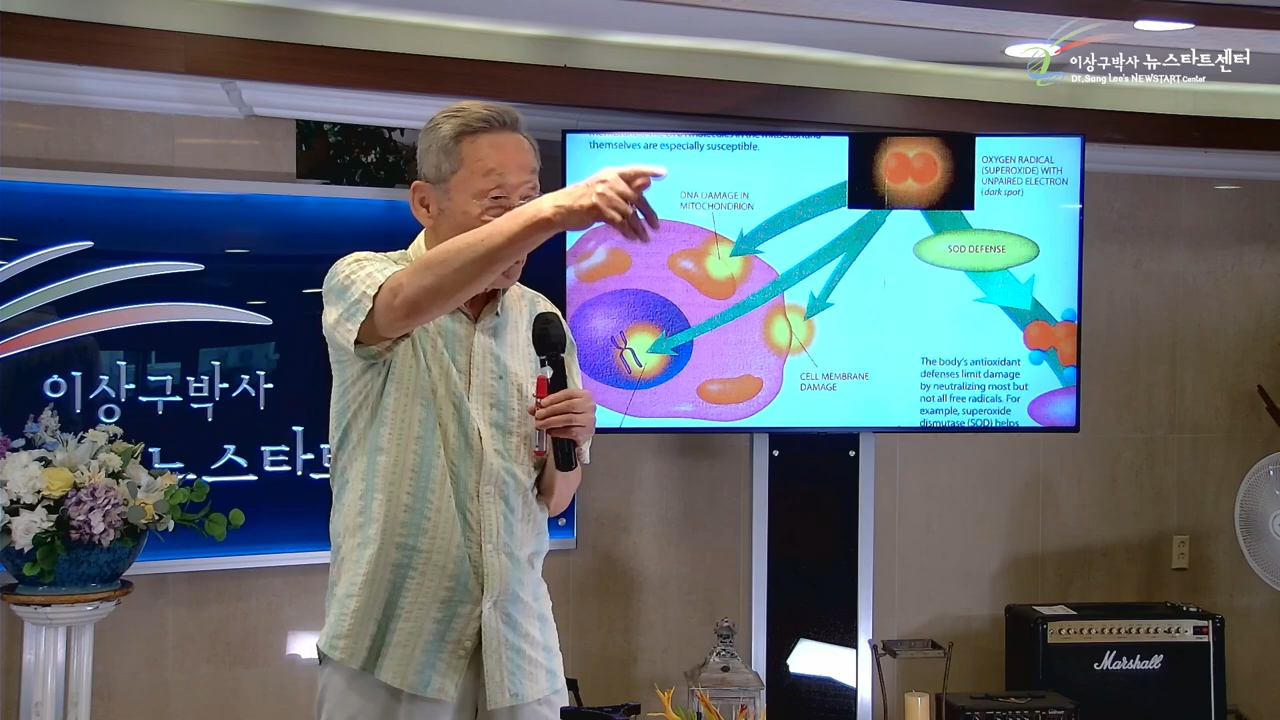 이상구박사 뉴스타트센터
Dr.Sang Lee's NEWSTART Center
themselves are especially susceptible.
DNA DAMAGE IN
MITOCHONDRION
OXYGEN RADICAL
(SUPEROXIDE) WITH
UNPAIRED ELECTRON
(dark spot)
SOD DEFENSE
CELL MEMBRANE
DAMAGE
The body's antioxidant
defenses limit damage
by neutralizing most but
not all free radicals. For
example, superoxide
dismutase (SOD) helps
이상구박사
뉴스타트
Marshall